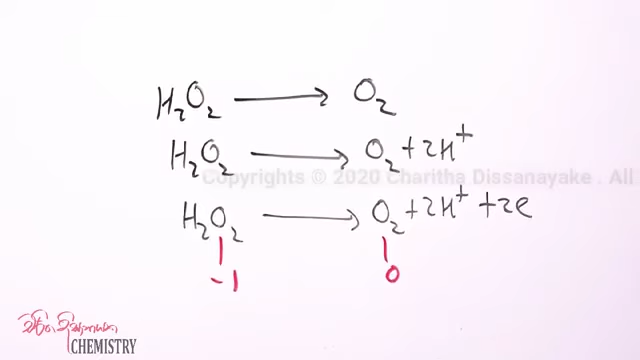 H₂O₂ → O₂
H₂O₂ → O₂ + 2H⁺
Copyrights © 2020 Charitha Dissanayake . All
H₂O₂ → O₂ + 2H⁺ + 2e
-1 0
CHEMISTRY